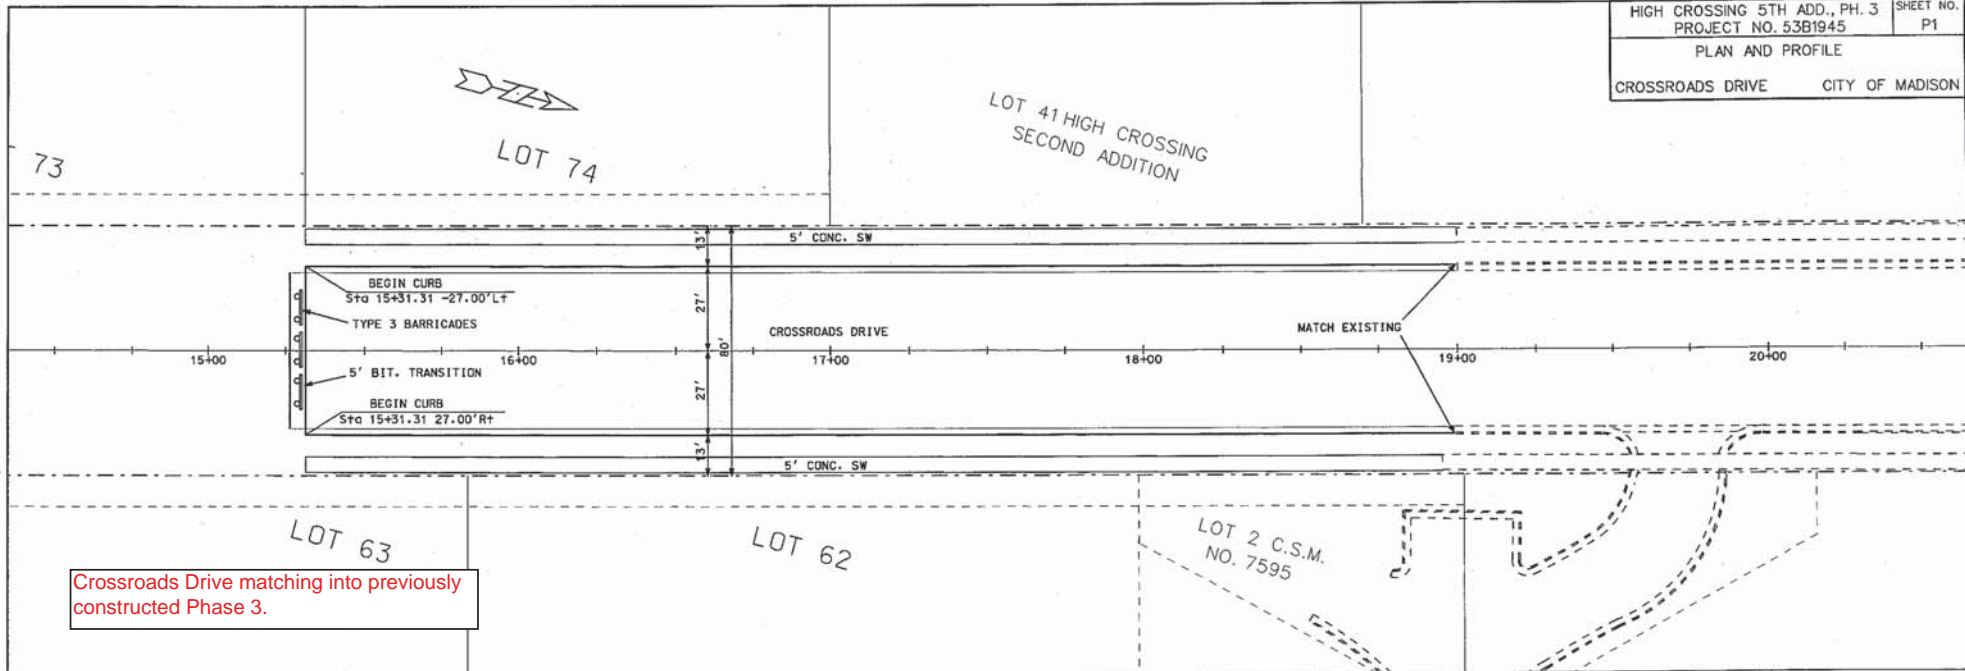 HIGH CROSSING 5TH ADD., PH. 3
PROJECT NO. 53B1945
SHEET NO.
P1
PLAN AND PROFILE
CROSSROADS DRIVE CITY OF MADISON
73
LOT 74
LOT 41 HIGH CROSSING
SECOND ADDITION
13'
5' CONC. SW
BEGIN CURB
Sta 15+31.31 -27.00'Lt
TYPE 3 BARRICADES
27'
80'
CROSSROADS DRIVE
MATCH EXISTING
15+00
16+00
17+00
18+00
19+00
20+00
5' BIT. TRANSITION
27'
BEGIN CURB
Sta 15+31.31 27.00'Rt
13'
5' CONC. SW
LOT 63
LOT 62
LOT 2 C.S.M.
NO. 7595
Crossroads Drive matching into previously
constructed Phase 3.